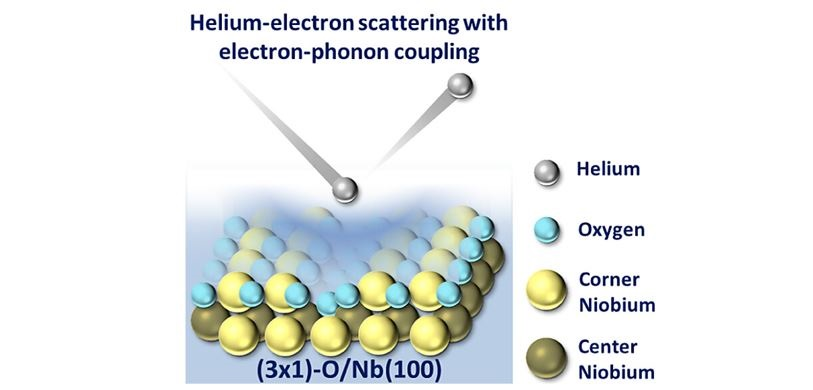 Helium-electron scattering with
electron-phonon coupling
Helium
Oxygen
Corner
Niobium
Center
Niobium
(3x1)-O/Nb(100)